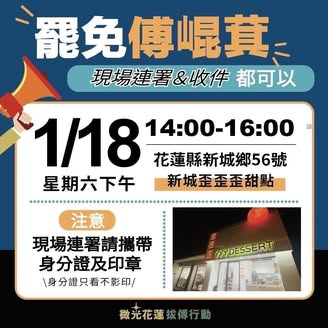 罷免傅崐萁
現場連署&收件 都可以
1/18
星期六下午
14:00-16:00
花蓮縣新城鄉56號
新城歪歪歪甜點
注意
現場連署請攜帶
身分證及印章
\身分證只看不影印/
YYYDESSERT
微光花蓮 拔傅行動